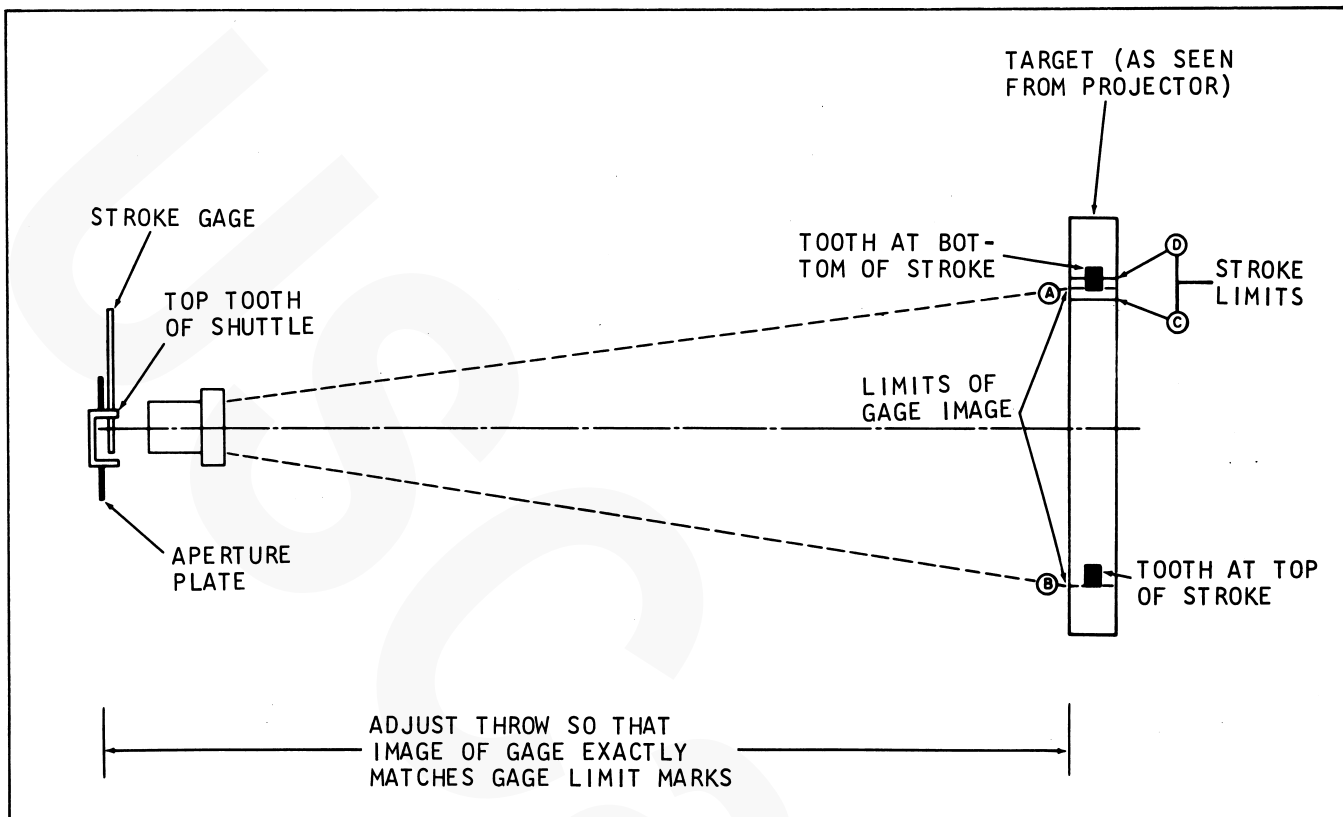 TARGET (AS SEEN
FROM PROJECTOR)
STROKE GAGE
TOP TOOTH
OF SHUTTLE
TOOTH AT BOT-
TOM OF STROKE
D
STROKE
LIMITS
A
C
LIMITS OF
GAGE IMAGE
APERTURE
PLATE
B
TOOTH AT TOP
OF STROKE
ADJUST THROW SO THAT
IMAGE OF GAGE EXACTLY
MATCHES GAGE LIMIT MARKS
USC